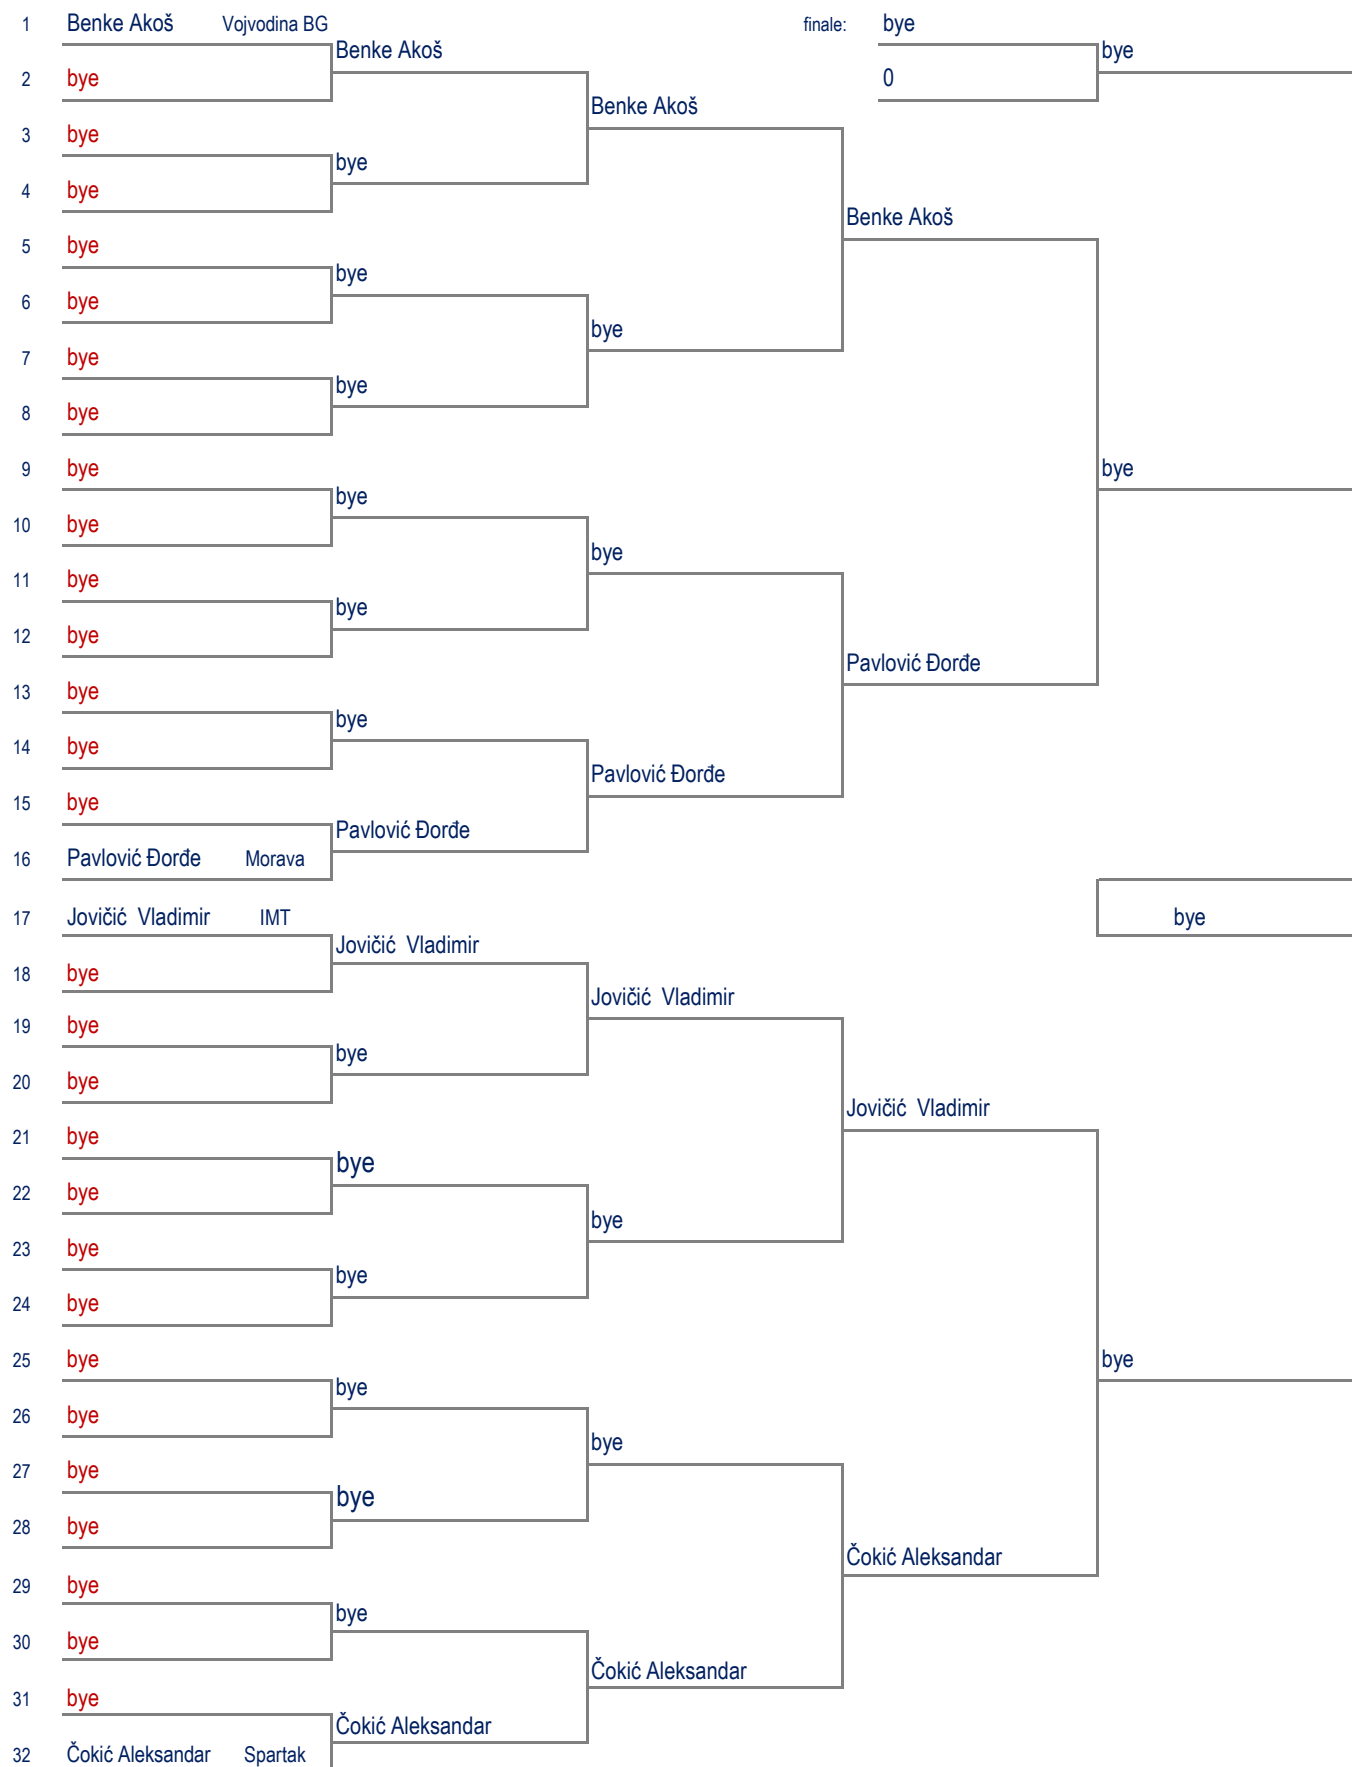 1 Benke Akoš Vojvodina BG finale: bye
Benke Akoš bye
2 bye 0
Benke Akoš
3 bye
bye
4 bye
Benke Akoš
5 bye
bye
6 bye
bye
7 bye
bye
8 bye
9 bye bye
bye
10 bye
bye
11 bye
bye
12 bye
Pavlović Đorđe
13 bye
bye
14 bye
Pavlović Đorđe
15 bye
Pavlović Đorđe
16 Pavlović Đorđe Morava
17 Jovičić Vladimir IMT bye
Jovičić Vladimir
18 bye
Jovičić Vladimir
19 bye
bye
20 bye
Jovičić Vladimir
21 bye
bye
22 bye
bye
23 bye
bye
24 bye
25 bye bye
bye
26 bye
bye
27 bye
bye
28 bye
Čokić Aleksandar
29 bye
bye
30 bye
Čokić Aleksandar
31 bye
Čokić Aleksandar
32 Čokić Aleksandar Spartak